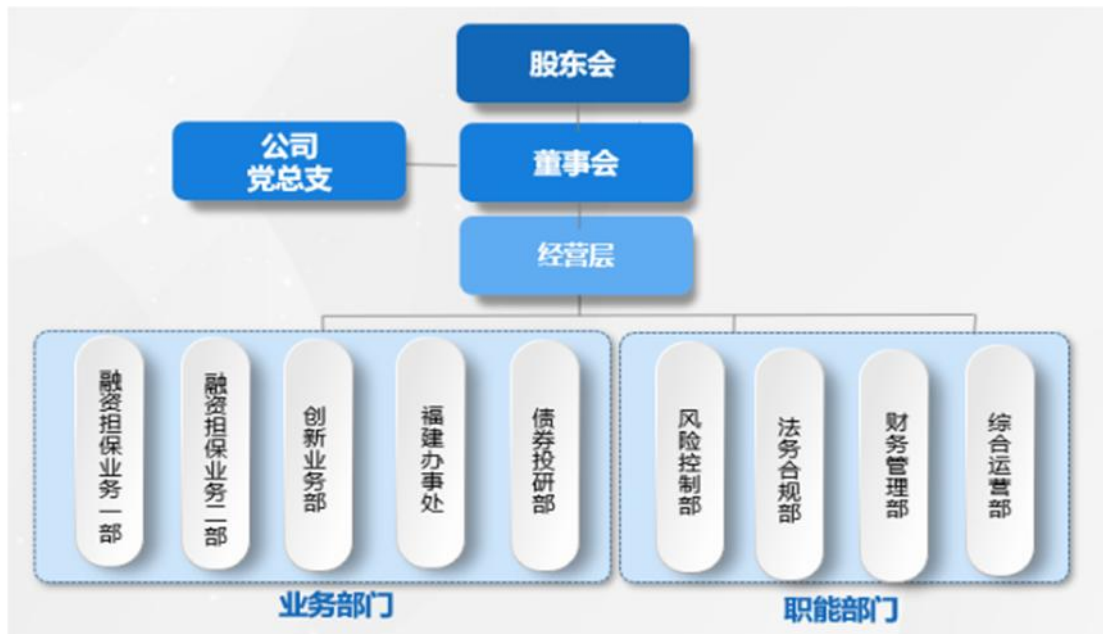 股东会
公司
党总支
董事会
经营层
融资担保业务一部
融资担保业务二部
创新业务部
福建办事处
债券投研部
风险控制部
法务合规部
财务管理部
综合运营部
业务部门
职能部门